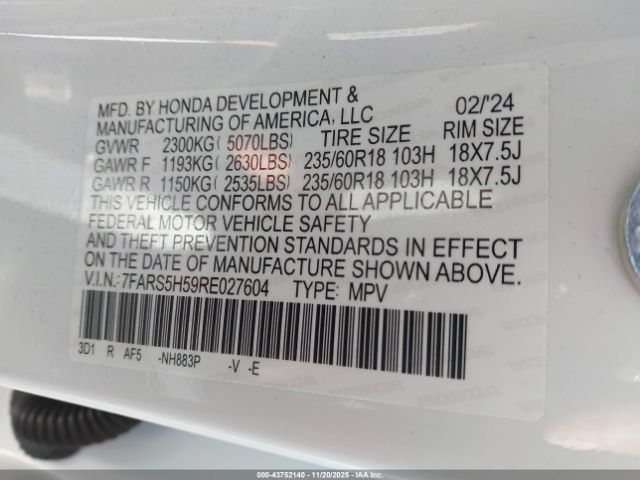 MFD. BY HONDA DEVELOPMENT &
MANUFACTURING OF AMERICA, LLC 02/'24
GVWR 2300KG( 5070LBS) TIRE SIZE RIM SIZE
GAWR F 1193KG( 2630LBS) 235/60R18 103H 18X7.5J
GAWR R 1150KG( 2535LBS) 235/60R18 103H 18X7.5J
THIS VEHICLE CONFORMS TO ALL APPLICABLE
FEDERAL MOTOR VEHICLE SAFETY
AND THEFT PREVENTION STANDARDS IN EFFECT
ON THE DATE OF MANUFACTURE SHOWN ABOVE.
V.I.N.:7FARS5H59RE027604 TYPE: MPV
3D1 R AF5 -NH883P -V -E
000-43752140 - 11/20/2025 - IAA Holdings, LLC. Copyright ©